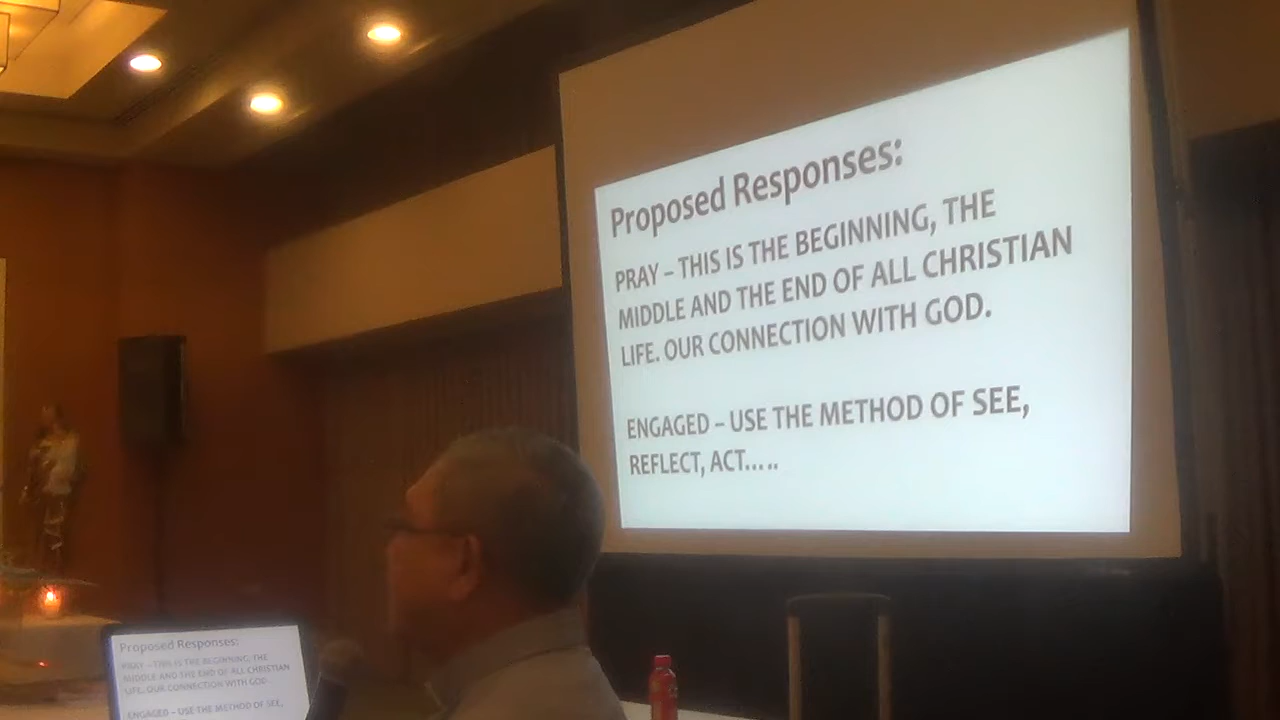 Proposed Responses:
PRAY – THIS IS THE BEGINNING, THE
MIDDLE AND THE END OF ALL CHRISTIAN
LIFE. OUR CONNECTION WITH GOD.
ENGAGED – USE THE METHOD OF SEE,
REFLECT, ACT.....
Proposed Responses:
PRAY – THIS IS THE BEGINNING, THE
MIDDLE AND THE END OF ALL CHRISTIAN
LIFE. OUR CONNECTION WITH GOD
ENGAGED – USE THE METHOD OF SEE,